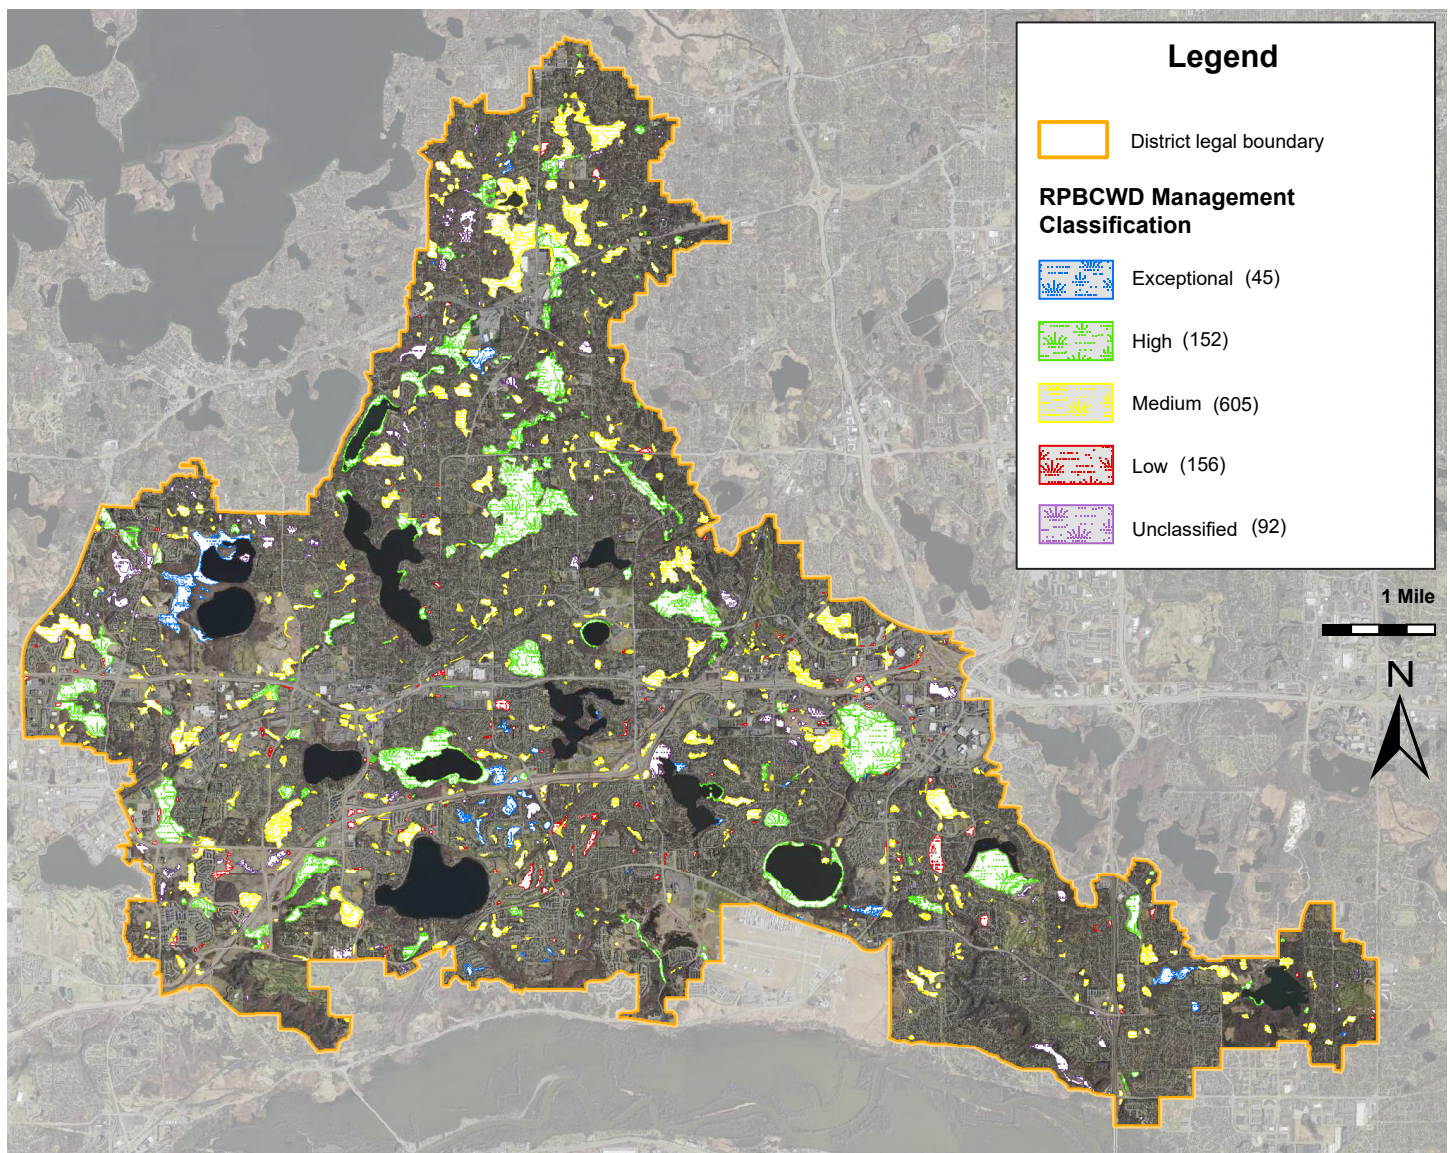 Legend
District legal boundary
RPBCWD Management
Classification
Exceptional (45)
High (152)
Medium (605)
Low (156)
Unclassified (92)
1 Mile
N